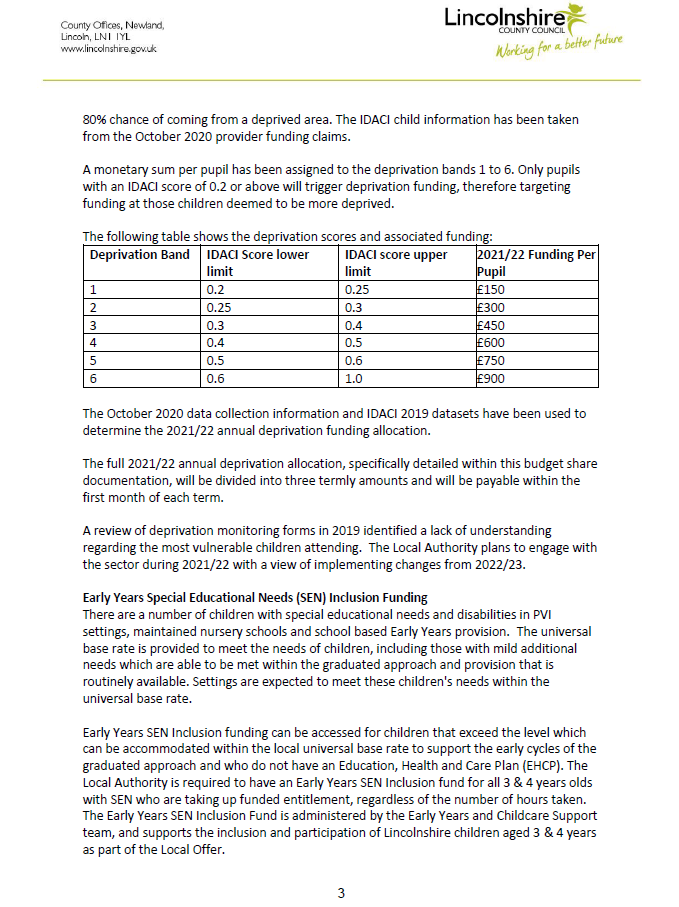 County Offices, Newland,
Lincoln, LN1 1YL
www.lincolnshire.gov.uk
Lincolnshire
COUNTY COUNCIL
Working for a better future
80% chance of coming from a deprived area. The IDACI child information has been taken
from the October 2020 provider funding claims.
A monetary sum per pupil has been assigned to the deprivation bands 1 to 6. Only pupils
with an IDACI score of 0.2 or above will trigger deprivation funding, therefore targeting
funding at those children deemed to be more deprived.
The following table shows the deprivation scores and associated funding:
Deprivation Band IDACI Score lower limit IDACI score upper limit 2021/22 Funding Per Pupil
1 0.2 0.25 £150
2 0.25 0.3 £300
3 0.3 0.4 £450
4 0.4 0.5 £600
5 0.5 0.6 £750
6 0.6 1.0 £900
The October 2020 data collection information and IDACI 2019 datasets have been used to
determine the 2021/22 annual deprivation funding allocation.
The full 2021/22 annual deprivation allocation, specifically detailed within this budget share
documentation, will be divided into three termly amounts and will be payable within the
first month of each term.
A review of deprivation monitoring forms in 2019 identified a lack of understanding
regarding the most vulnerable children attending. The Local Authority plans to engage with
the sector during 2021/22 with a view of implementing changes from 2022/23.
Early Years Special Educational Needs (SEN) Inclusion Funding
There are a number of children with special educational needs and disabilities in PVI
settings, maintained nursery schools and school based Early Years provision. The universal
base rate is provided to meet the needs of children, including those with mild additional
needs which are able to be met within the graduated approach and provision that is
routinely available. Settings are expected to meet these children's needs within the
universal base rate.
Early Years SEN Inclusion funding can be accessed for children that exceed the level which
can be accommodated within the local universal base rate to support the early cycles of the
graduated approach and who do not have an Education, Health and Care Plan (EHCP). The
Local Authority is required to have an Early Years SEN Inclusion fund for all 3 & 4 years olds
with SEN who are taking up funded entitlement, regardless of the number of hours taken.
The Early Years SEN Inclusion Fund is administered by the Early Years and Childcare Support
team, and supports the inclusion and participation of Lincolnshire children aged 3 & 4 years
as part of the Local Offer.
3